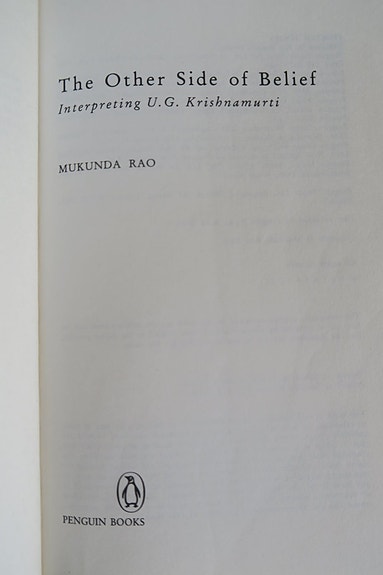 The Other Side of Belief
Interpreting U.G. Krishnamurti
MUKUNDA RAO
PENGUIN BOOKS